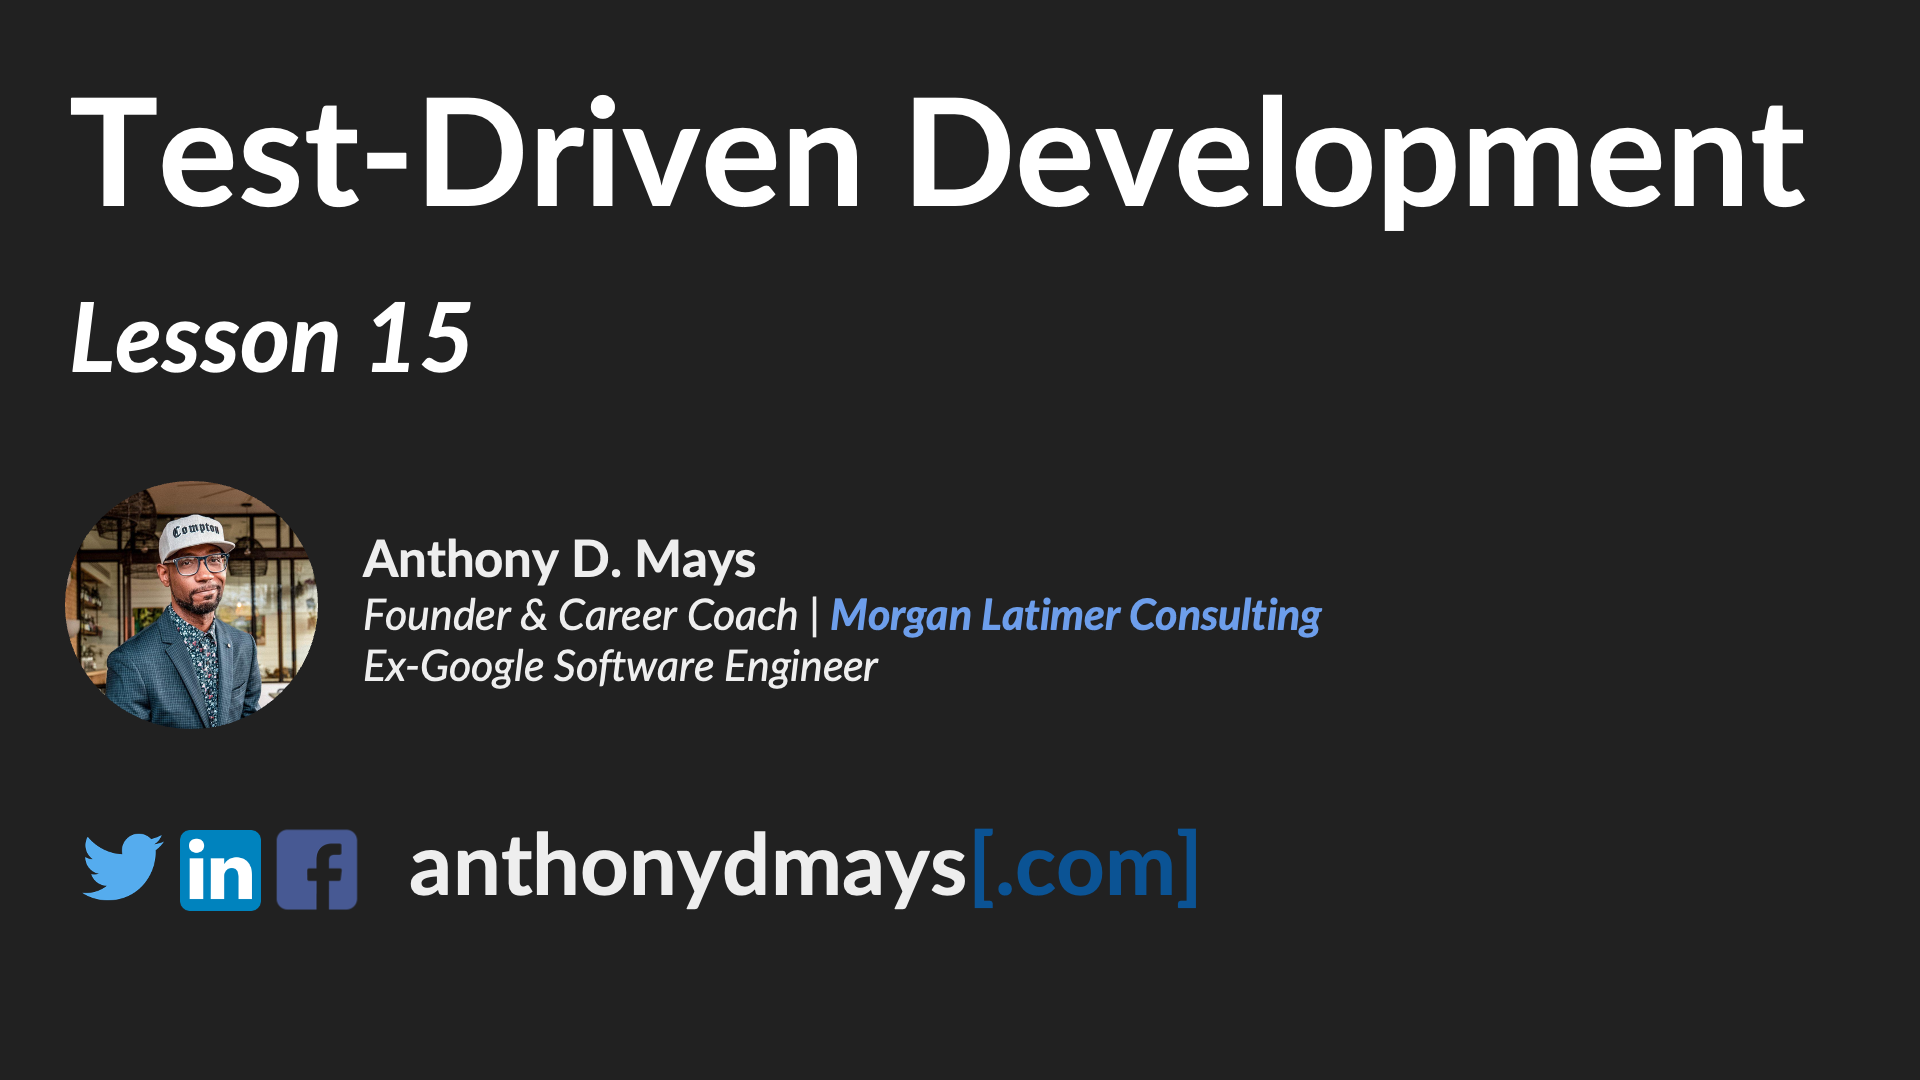 Test-Driven Development
Lesson 15
Compton
Anthony D. Mays
Founder & Career Coach | Morgan Latimer Consulting
Ex-Google Software Engineer
in f anthonydmays[.com]